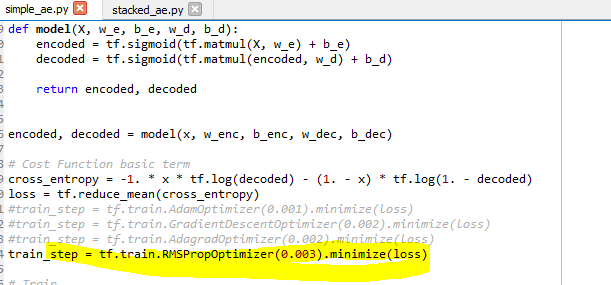 simple_ae.py stacked_ae.py
def model(X, w_e, b_e, w_d, b_d):
    encoded = tf.sigmoid(tf.matmul(X, w_e) + b_e)
    decoded = tf.sigmoid(tf.matmul(encoded, w_d) + b_d)
    return encoded, decoded
encoded, decoded = model(x, w_enc, b_enc, w_dec, b_dec)
# Cost Function basic term
cross_entropy = -1. * x * tf.log(decoded) - (1. - x) * tf.log(1. - decoded)
loss = tf.reduce_mean(cross_entropy)
#train_step = tf.train.AdamOptimizer(0.001).minimize(loss)
#train_step = tf.train.GradientDescentOptimizer(0.002).minimize(loss)
#train_step = tf.train.AdagradOptimizer(0.002).minimize(loss)
train_step = tf.train.RMSPropOptimizer(0.003).minimize(loss)
# Train